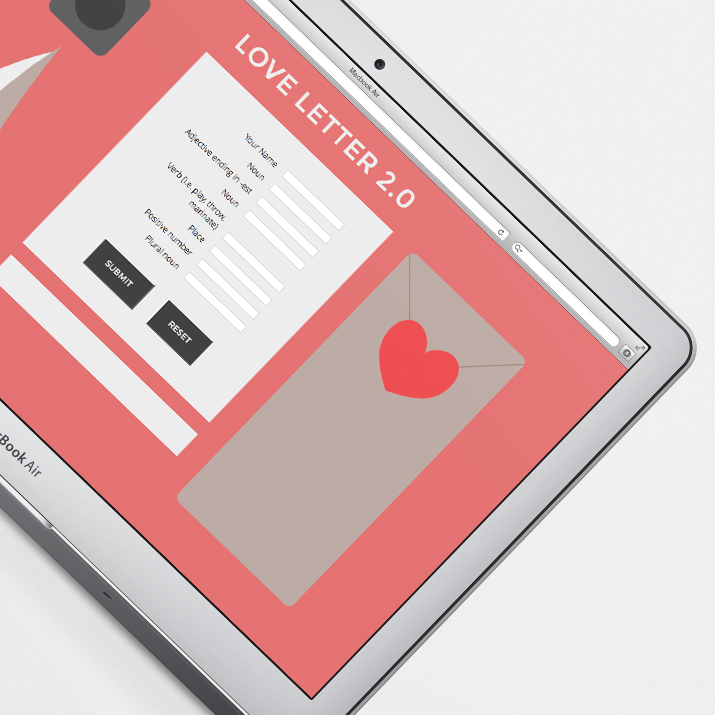 Macbook Air
LOVE LETTER 2.0
Your Name
Noun
Adjective ending in -est
Noun
Verb (i.e. play, throw,
marinate)
Place
Positive number
Plural noun
SUBMIT
RESET
Book Air